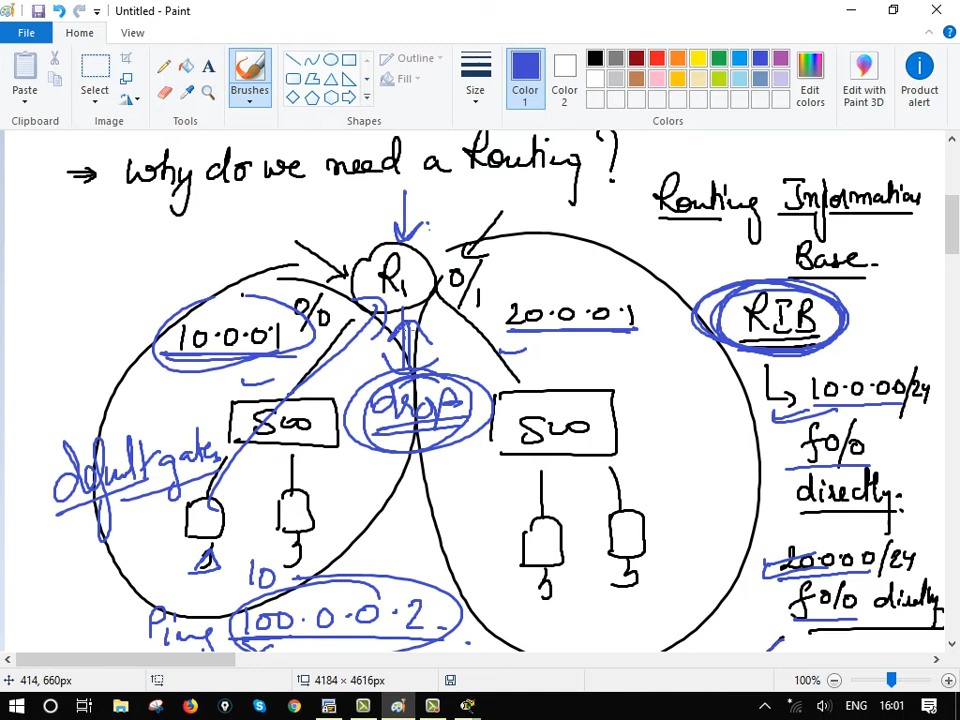 Untitled - Paint
File
Home
View
Paste
Clipboard
Select
Image
Tools
Brushes
Shapes
Outline
Fill
Size
Color 1
Color 2
Colors
Edit colors
Edit with Paint 3D
Product alert
⇒ Why do we need a Routing?
Routing Information
Base.
RIB
R1
0/0
0/1
10.0.0.1
20.0.0.1
drop
10.0.0.0/24
f0/0
directly.
20.0.0.0/24
f0/0 directly
10
Ping 100.0.0.2
414, 660px
4184 × 4616px
100%
ENG
16:01